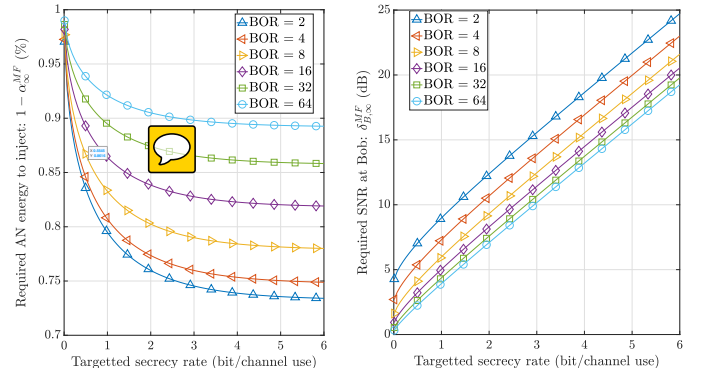 Required AN energy to inject: 1 − α∞^MF (%)
1
0.95
0.9
0.85
0.8
0.75
0.7
0 1 2 3 4 5 6
Targetted secrecy rate (bit/channel use)
BOR = 2
BOR = 4
BOR = 8
BOR = 16
BOR = 32
BOR = 64
Required SNR at Bob: δB,∞^MF (dB)
25
20
15
10
5
0
0 1 2 3 4 5 6
Targetted secrecy rate (bit/channel use)
BOR = 2
BOR = 4
BOR = 8
BOR = 16
BOR = 32
BOR = 64